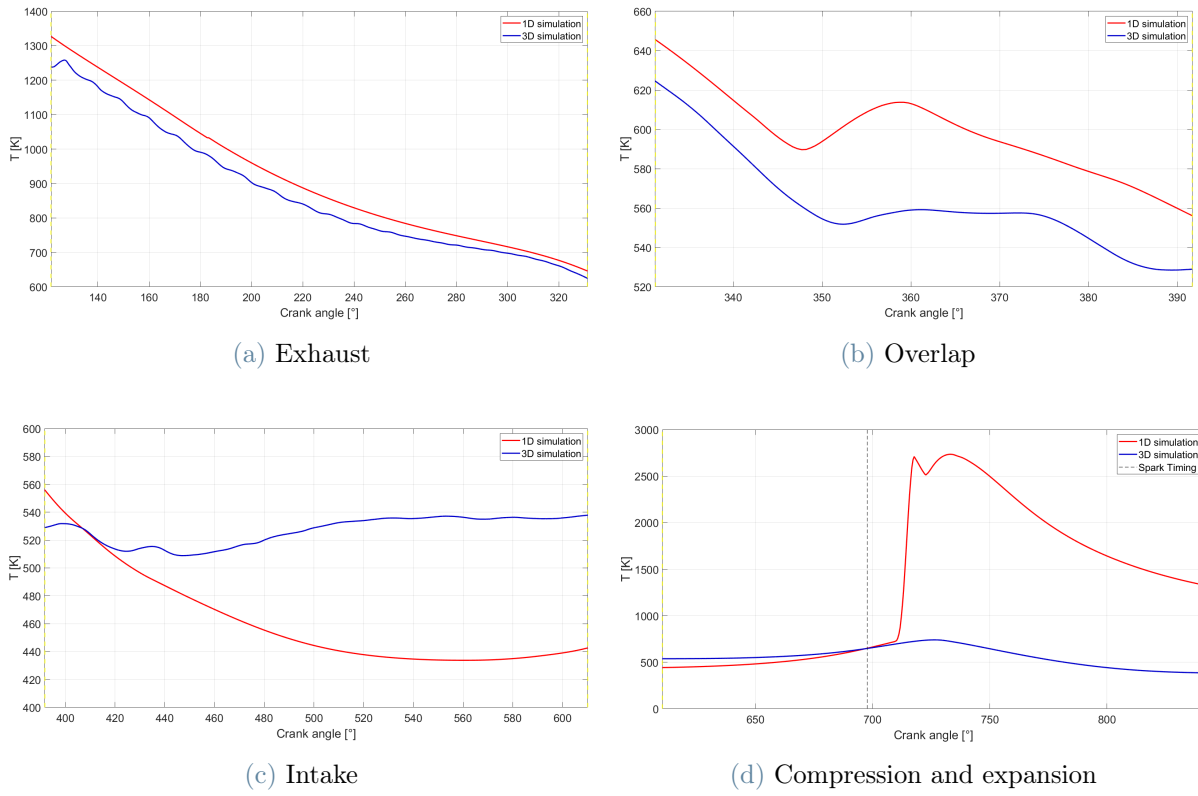 1400
1300
1200
1100
1000
900
800
700
600
T [K]
140 160 180 200 220 240 260 280 300 320
Crank angle [°]
1D simulation
3D simulation
(a) Exhaust
660
640
620
600
580
560
540
520
T [K]
340 350 360 370 380 390
Crank angle [°]
1D simulation
3D simulation
(b) Overlap
600
580
560
540
520
500
480
460
440
420
400
T [K]
400 420 440 460 480 500 520 540 560 580 600
Crank angle [°]
1D simulation
3D simulation
(c) Intake
3000
2500
2000
1500
1000
500
0
T [K]
650 700 750 800
Crank angle [°]
1D simulation
3D simulation
Spark Timing
(d) Compression and expansion